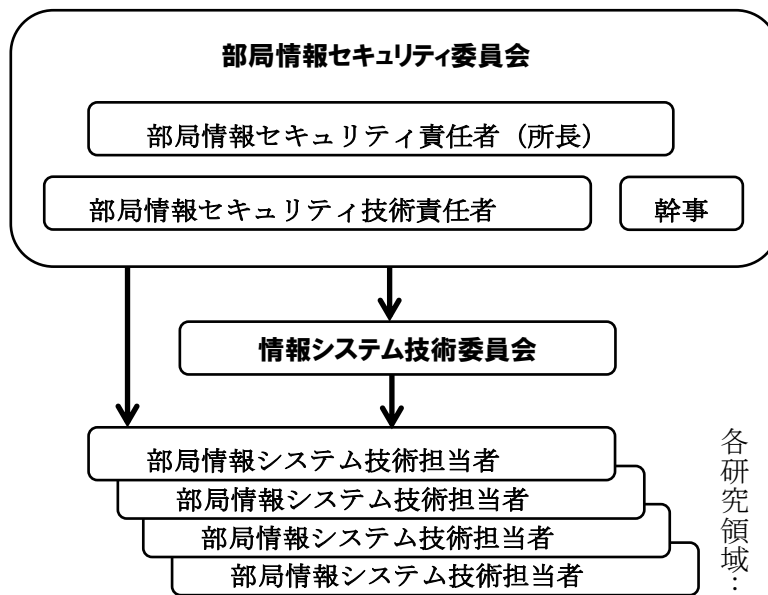 部局情報セキュリティ委員会
部局情報セキュリティ責任者（所長）
部局情報セキュリティ技術責任者
幹事
情報システム技術委員会
部局情報システム技術担当者
部局情報システム技術担当者
部局情報システム技術担当者
部局情報システム技術担当者
各研究領域…